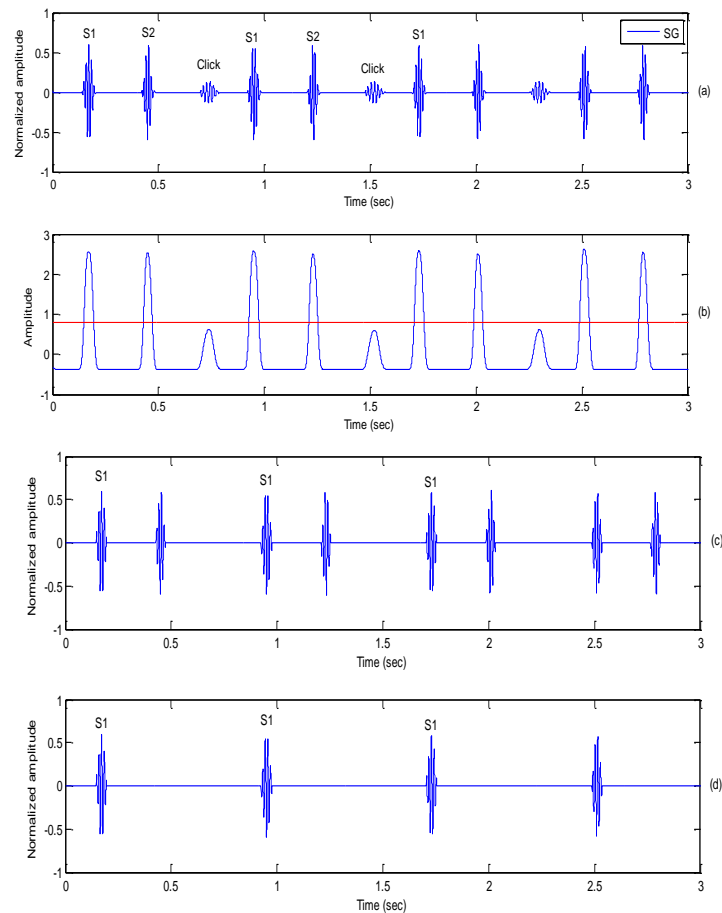 1
S1 S2 S1 S2 S1 SG
0.5 Click Click
0 (a)
-0.5
-1
0 0.5 1 1.5 2 2.5 3
Normalized amplitude
Time (sec)
3
2
1 (b)
0
-1
0 0.5 1 1.5 2 2.5 3
Amplitude
Time (sec)
1
S1 S1 S1
0.5
0 (c)
-0.5
-1
0 0.5 1 1.5 2 2.5 3
Normalized amplitude
Time (sec)
1
S1 S1 S1
0.5
0 (d)
-0.5
-1
0 0.5 1 1.5 2 2.5 3
Normalized amplitude
Time (sec)